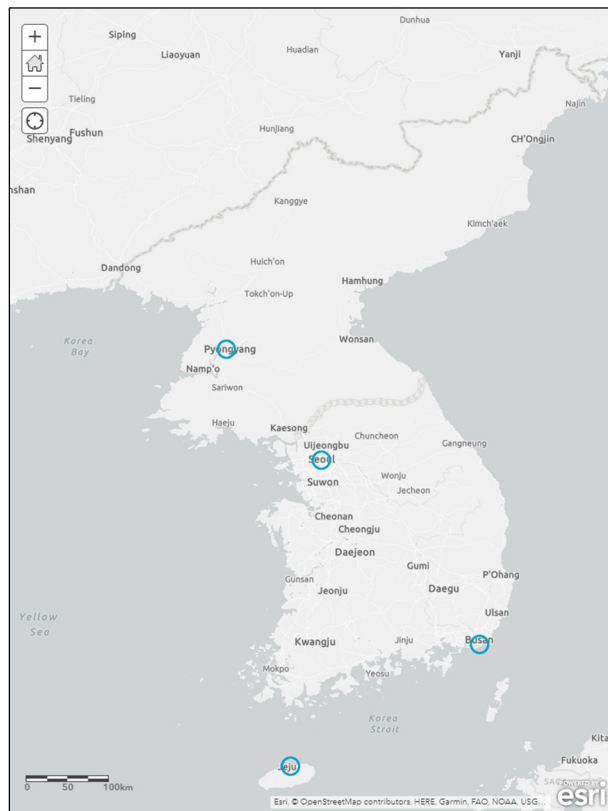 Dunhua
Siping
Huadian
Yanji
Liaoyuan
+
−
Tieling
Najin
Fushun
Hunjiang
Shenyang
CH'Ongjin
nshan
Kanggye
Kimch'aek
Huich'on
Dandong
Hamhung
Tokch'on-Up
Korea
Bay
Wonsan
Pyongyang
Namp'o
Sariwon
Haeju
Kaesong
Chuncheon
Uijeongbu
Gangneung
Seoul
Wonju
Suwon
Jecheon
Cheonan
Cheongju
Daejeon
Gumi
P'Ohang
Gunsan
Jeonju
Daegu
Yellow
Sea
Ulsan
Kwangju
Jinju
Busan
Mokpo
Yeosu
Korea
Strait
Kita
Jeju
Fukuoka
SAGA
0 50 100km
POWERED BY
esri
Esri, © OpenStreetMap contributors, HERE, Garmin, FAO, NOAA, USG...